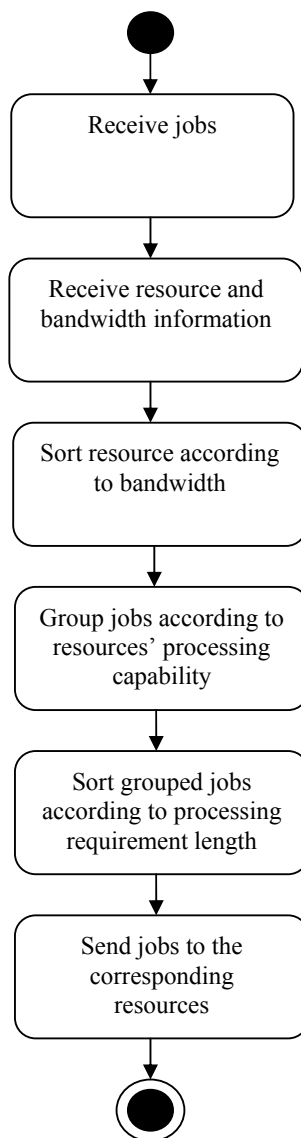 Receive jobs
Receive resource and
bandwidth information
Sort resource according
to bandwidth
Group jobs according to
resources’ processing
capability
Sort grouped jobs
according to processing
requirement length
Send jobs to the
corresponding
resources